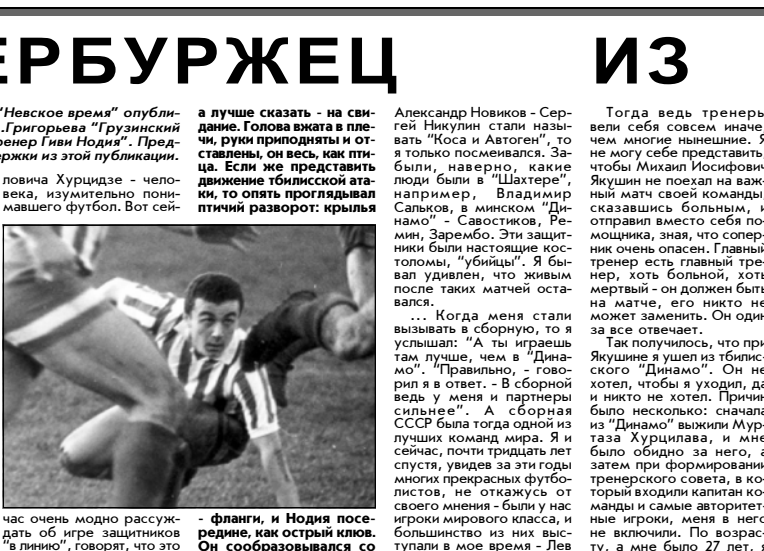 ЕРБУРЖЕЦ ИЗ
"Невское время" опубли-
.Григорьева "Грузинский
ренер Гиви Нодия". Пред-
ержки из этой публикации.
ловича Хурцидзе - чело-
века, изумительно пони-
мавшего футбол. Вот сей-
час очень модно рассуж-
дать об игре защитников
"в линию", говорят, что это
а лучше сказать - на сви-
дание. Голова вжата в пле-
чи, руки приподняты и от-
ставлены, он весь, как пти-
ца. Если же представить
движение тбилисской ата-
ки, то опять проглядывал
птичий разворот: крылья
- фланги, и Нодия посе-
редине, как острый клюв.
Он сообразовывался со
Александр Новиков - Сер-
гей Никулин стали назы-
вать "Коса и Автоген", то
я только посмеивался. За-
были, наверно, какие
люди были в "Шахтере",
например, Владимир
Сальков, в минском "Ди-
намо" - Савостиков, Ре-
мин, Зарембо. Эти защит-
ники были настоящие кос-
толомы, "убийцы". Я бы-
вал удивлен, что живым
после таких матчей оста-
вался.
... Когда меня стали
вызывать в сборную, то я
услышал: "А ты играешь
там лучше, чем в "Дина-
мо". "Правильно, - гово-
рил я в ответ. - В сборной
ведь у меня и партнеры
сильнее". А сборная
СССР была тогда одной из
лучших команд мира. Я и
сейчас, почти тридцать лет
спустя, увидев за эти годы
многих прекрасных футбо-
листов, не откажусь от
своего мнения - были у нас
игроки мирового класса, и
большинство из них выс-
тупали в мое время - Лев
Тогда ведь тренеры
вели себя совсем иначе,
чем многие нынешние. Я
не могу себе представить,
чтобы Михаил Иосифович
Якушин не поехал на важ-
ный матч своей команды,
сказавшись больным, и
отправил вместо себя по-
мощника, зная, что сопер-
ник очень опасен. Главный
тренер есть главный тре-
нер, хоть больной, хоть
мертвый - он должен быть
на матче, его никто не
может заменить. Он один
за все отвечает.
Так получилось, что при
Якушине я ушел из тбилис-
ского "Динамо". Он не
хотел, чтобы я уходил, да
и никто не хотел. Причин
было несколько: сначала
из "Динамо" выжили Мур-
таза Хурцилава, и мне
было обидно за него, а
затем при формировании
тренерского совета, в ко-
торый входили капитан ко-
манды и самые авторитет-
ные игроки, меня в него
не включили. По возрас-
ту, а мне было 27 лет,